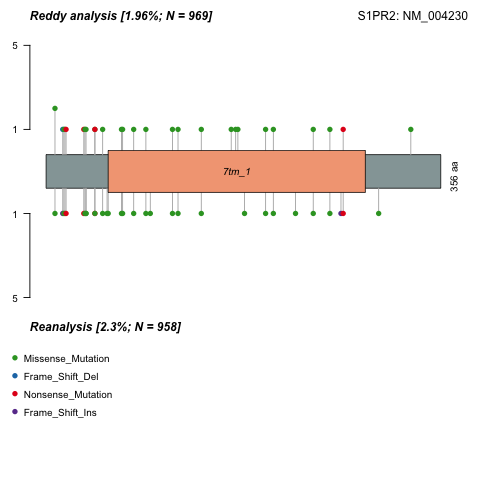 Reddy analysis [1.96%; N = 969]
S1PR2: NM_004230
5
1
7tm_1
356 aa
1
5
Reanalysis [2.3%; N = 958]
Missense_Mutation
Frame_Shift_Del
Nonsense_Mutation
Frame_Shift_Ins